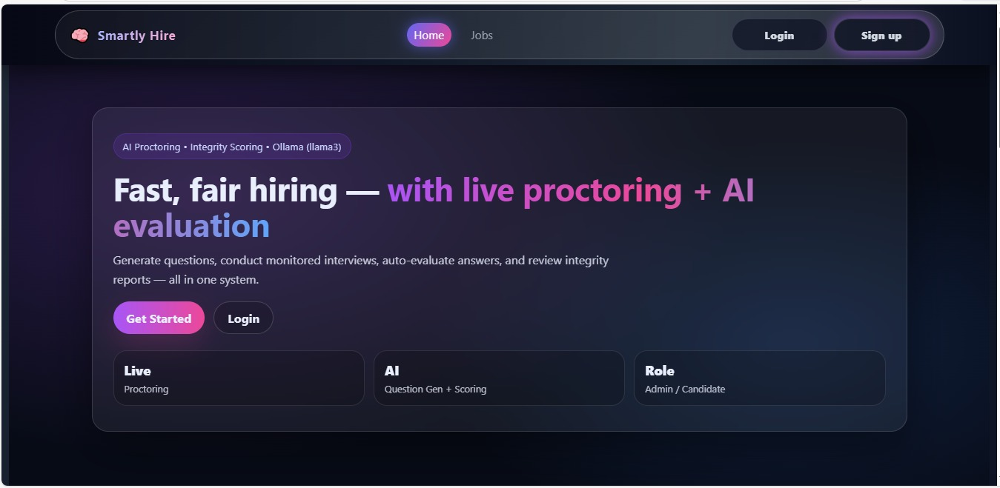 Smartly Hire
Home
Jobs
Login
Sign up
AI Proctoring • Integrity Scoring • Ollama (llama3)
Fast, fair hiring — with live proctoring + AI
evaluation
Generate questions, conduct monitored interviews, auto-evaluate answers, and review integrity
reports — all in one system.
Get Started
Login
Live
Proctoring
AI
Question Gen + Scoring
Role
Admin / Candidate